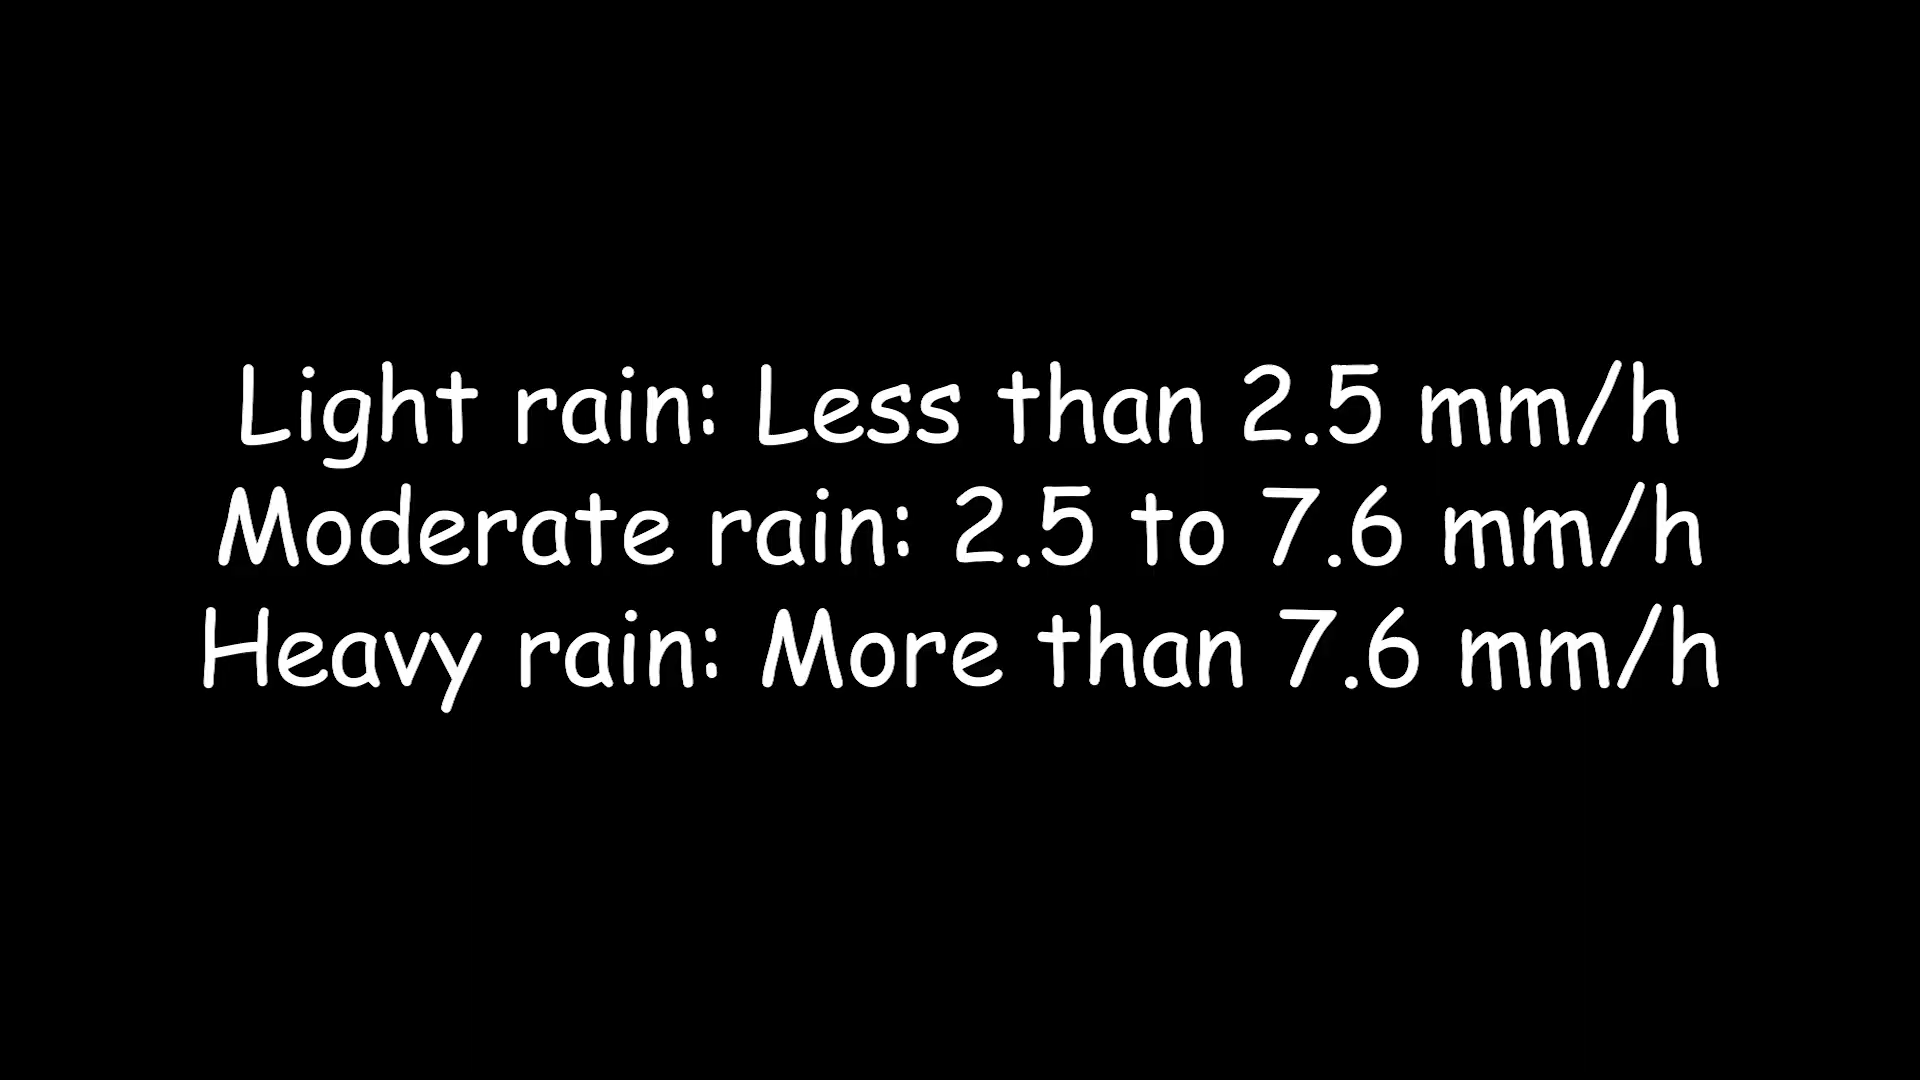 Light rain: Less than 2.5 mm/h
Moderate rain: 2.5 to 7.6 mm/h
Heavy rain: More than 7.6 mm/h